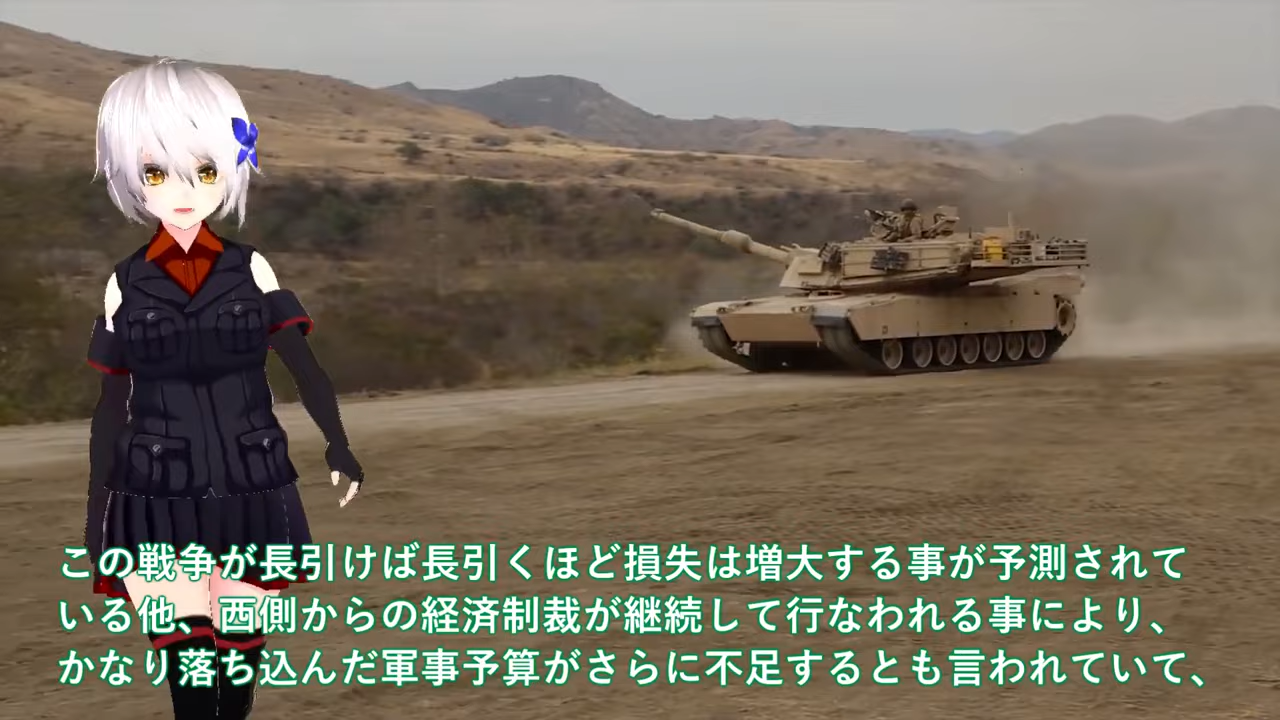 この戦争が長引けば長引くほど損失は増大する事が予測されて
いる他、西側からの経済制裁が継続して行なわれる事により、
かなり落ち込んだ軍事予算がさらに不足するとも言われていて、